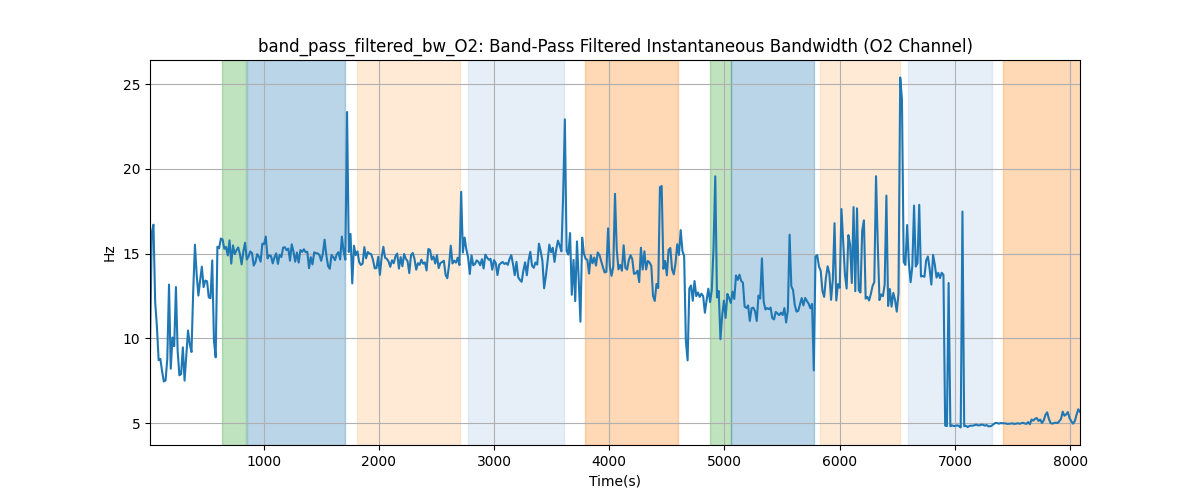 band_pass_filtered_bw_O2: Band-Pass Filtered Instantaneous Bandwidth (O2 Channel)
25
20
15
10
5
Hz
1000 2000 3000 4000 5000 6000 7000 8000
Time(s)